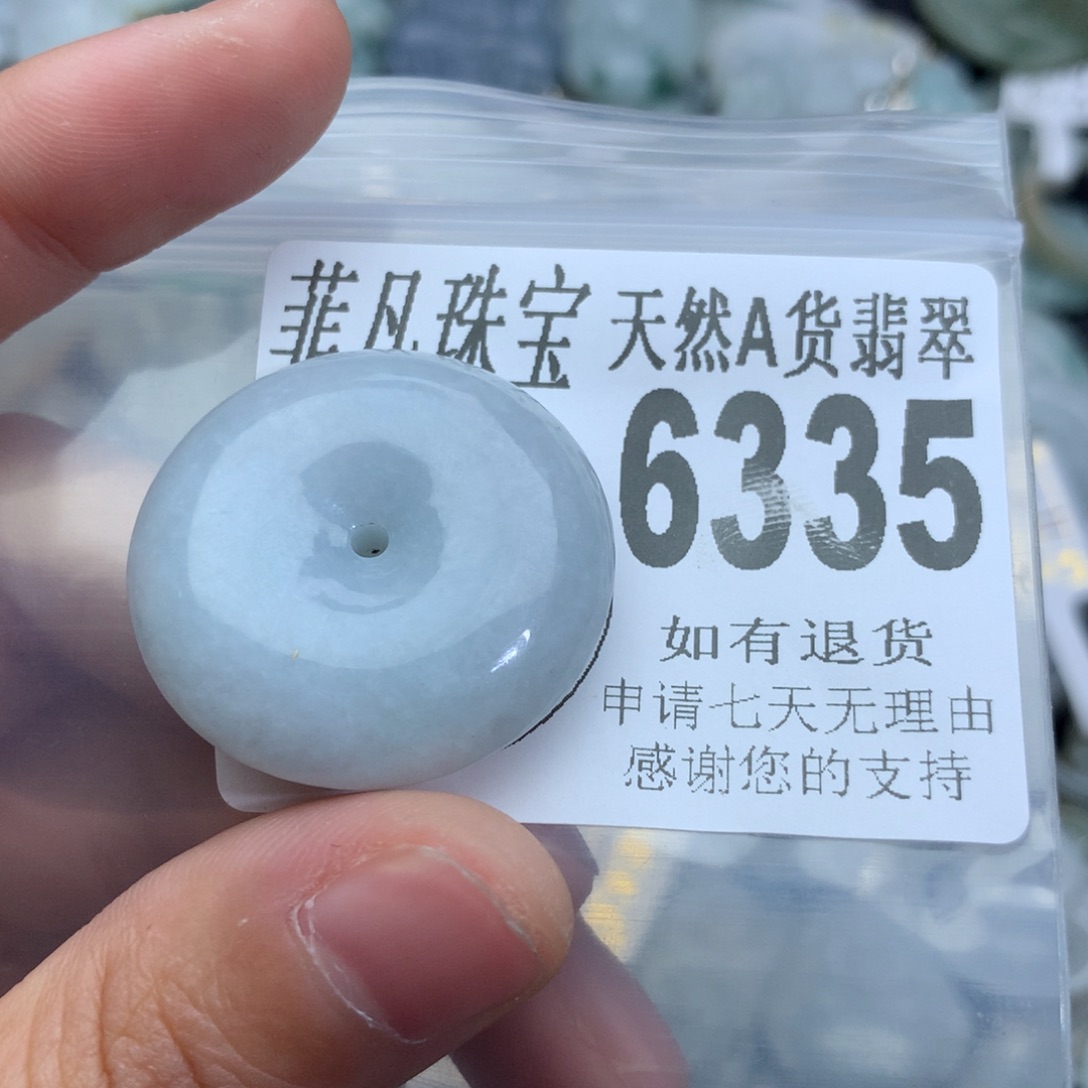 菲凡珠宝 天然A货翡翠
6335
如有退货
申请七天无理由
感谢您的支持